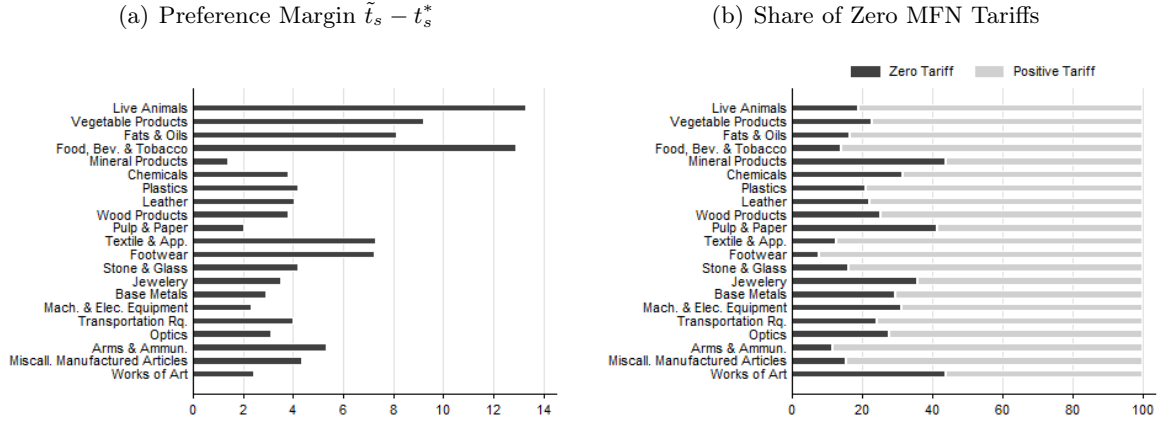 (a) Preference Margin t̃ₛ − t*ₛ
Live Animals
Vegetable Products
Fats & Oils
Food, Bev. & Tobacco
Mineral Products
Chemicals
Plastics
Leather
Wood Products
Pulp & Paper
Textile & App.
Footwear
Stone & Glass
Jewelery
Base Metals
Mach. & Elec. Equipment
Transportation Rq.
Optics
Arms & Ammun.
Miscall. Manufactured Articles
Works of Art
0 2 4 6 8 10 12 14
(b) Share of Zero MFN Tariffs
Zero Tariff Positive Tariff
Live Animals
Vegetable Products
Fats & Oils
Food, Bev. & Tobacco
Mineral Products
Chemicals
Plastics
Leather
Wood Products
Pulp & Paper
Textile & App.
Footwear
Stone & Glass
Jewelery
Base Metals
Mach. & Elec. Equipment
Transportation Rq.
Optics
Arms & Ammun.
Miscall. Manufactured Articles
Works of Art
0 20 40 60 80 100